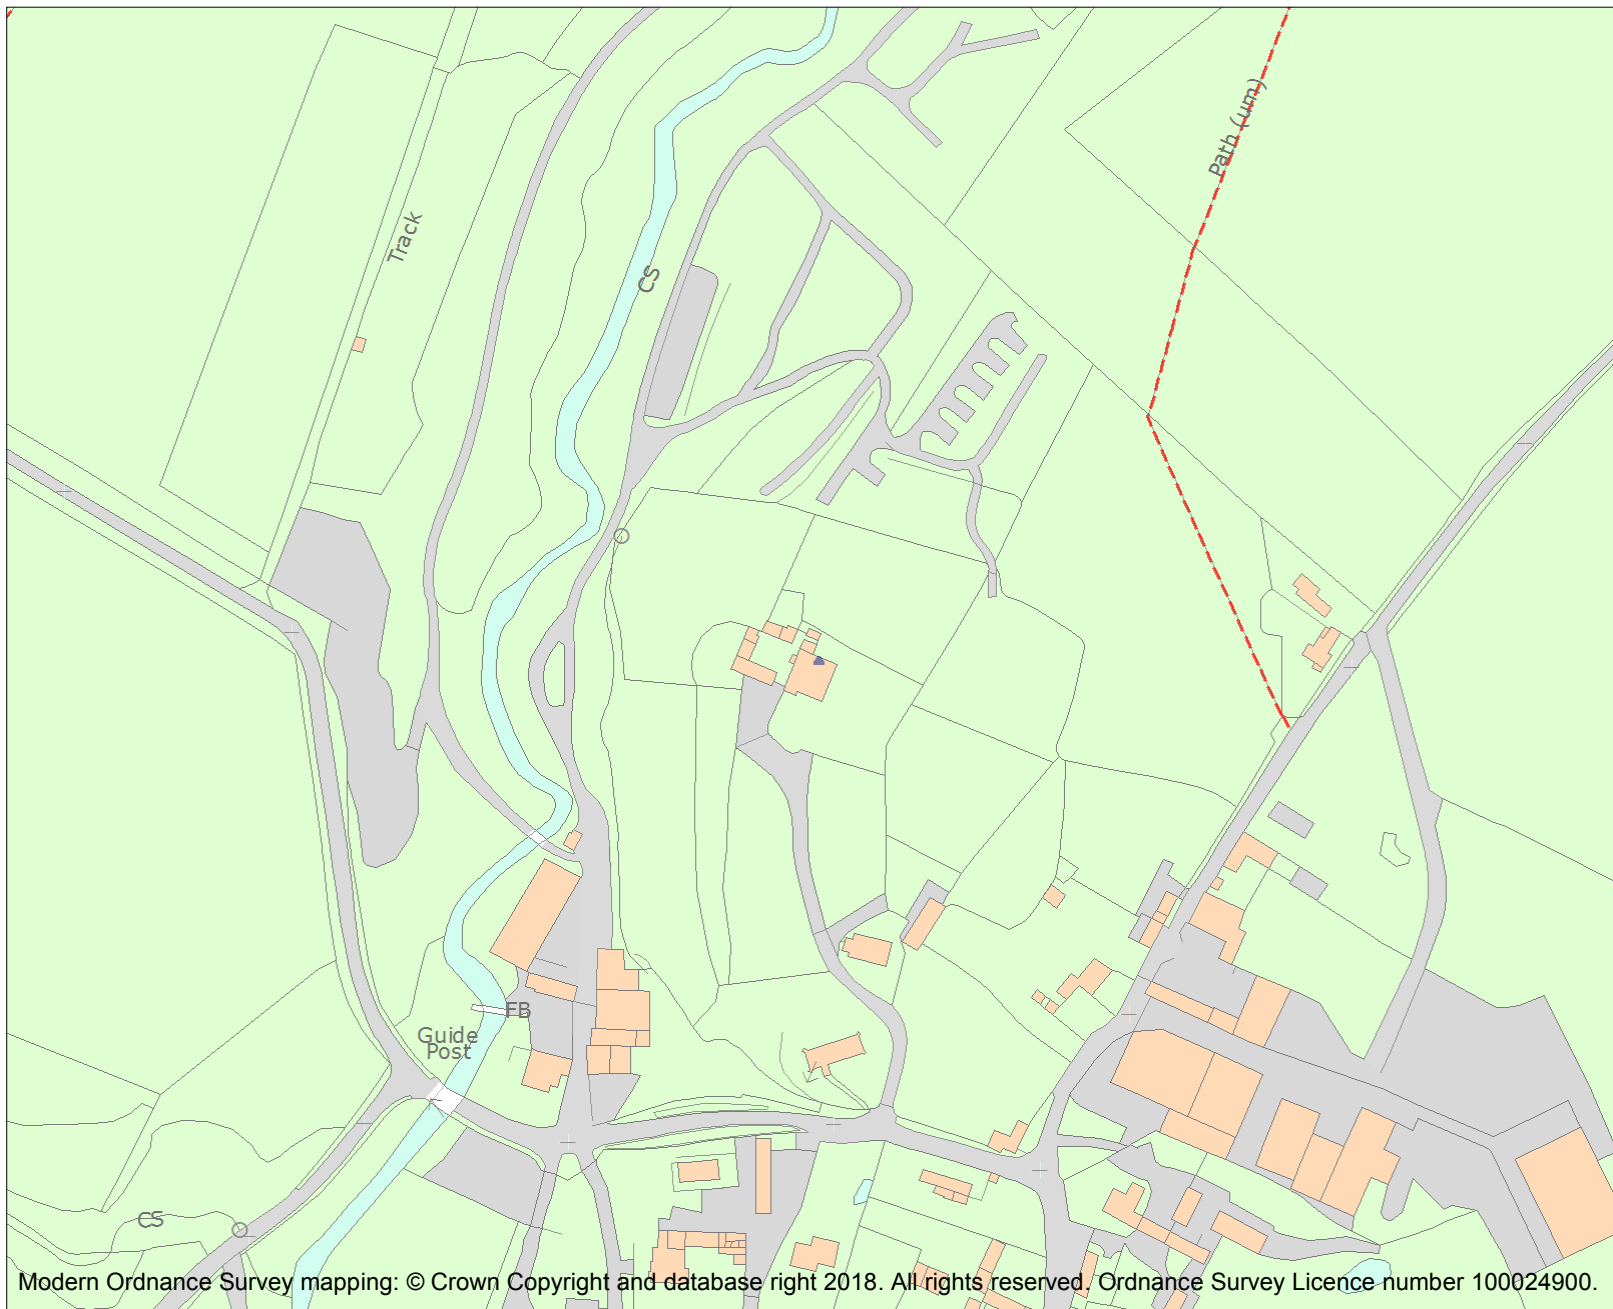 Path (um)
Track
CS
FB
Guide
Post
CS
Modern Ordnance Survey mapping: © Crown Copyright and database right 2018. All rights reserved. Ordnance Survey Licence number 100024900.